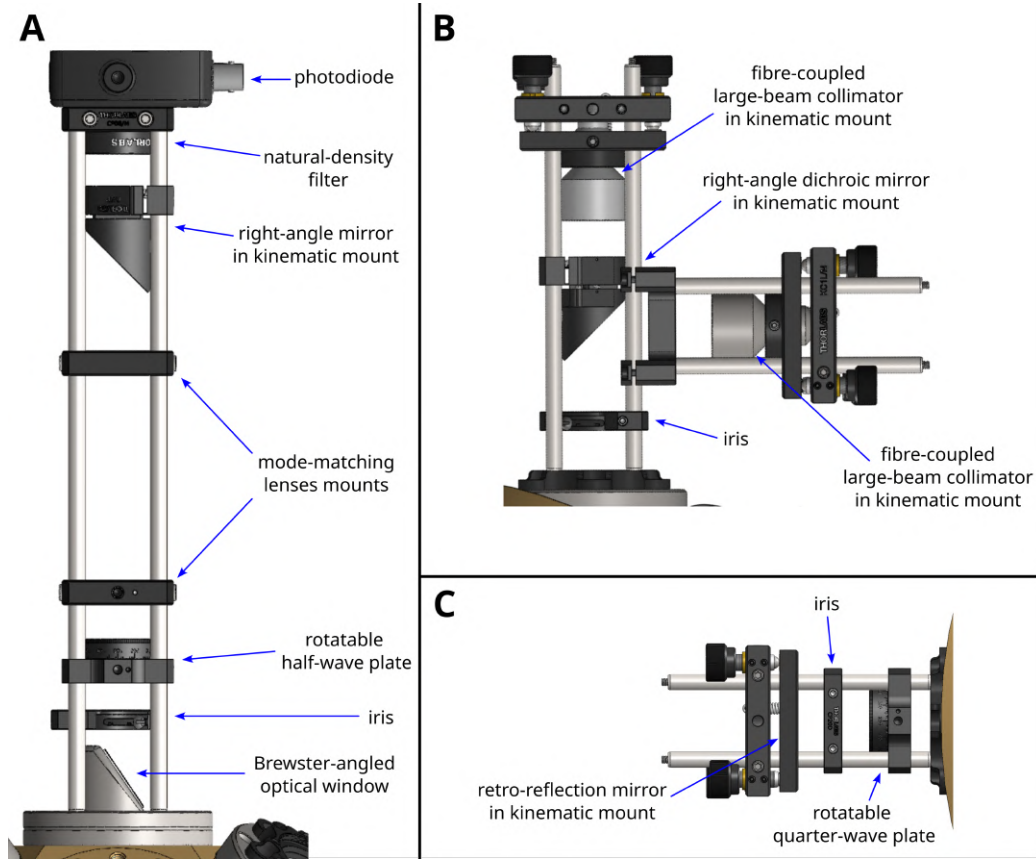 A
photodiode
natural-density
filter
right-angle mirror
in kinematic mount
mode-matching
lenses mounts
rotatable
half-wave plate
iris
Brewster-angled
optical window
B
fibre-coupled
large-beam collimator
in kinematic mount
right-angle dichroic mirror
in kinematic mount
THORLABS
iris
fibre-coupled
large-beam collimator
in kinematic mount
C
iris
retro-reflection mirror
in kinematic mount
rotatable
quarter-wave plate